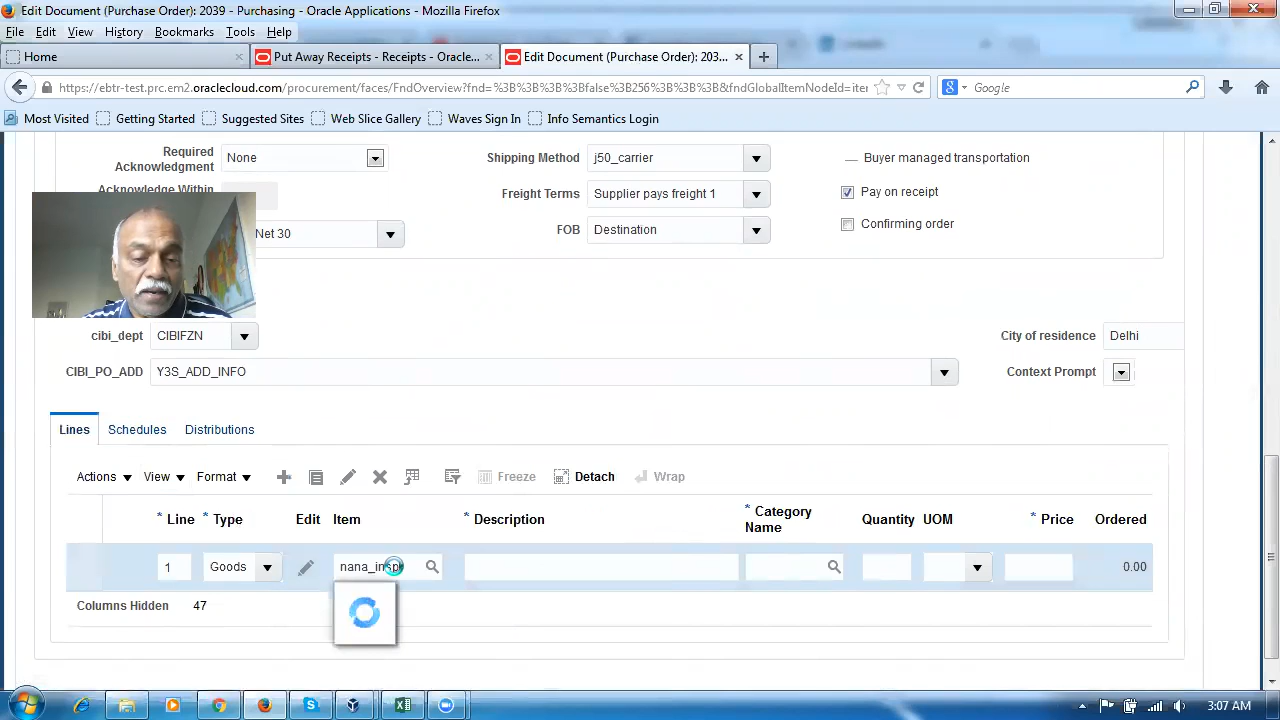 Edit Document (Purchase Order): 2039 - Purchasing - Oracle Applications - Mozilla Firefox
File Edit View History Bookmarks Tools Help
Home
Put Away Receipts - Receipts - Oracle...
Edit Document (Purchase Order): 203...
https://ebtr-test.prc.em2.oraclecloud.com/procurement/faces/FndOverview?fnd=%3B%3B%3B%3Bfalse%3B256%3B%3B%3B&fndGlobalItemNodeId=iter
Google
Most Visited Getting Started Suggested Sites Web Slice Gallery Waves Sign In Info Semantics Login
Required Acknowledgment None Shipping Method j50_carrier Buyer managed transportation
Acknowledge Within Freight Terms Supplier pays freight 1 Pay on receipt
Net 30 FOB Destination Confirming order
cibi_dept CIBIFZN City of residence Delhi
CIBI_PO_ADD Y3S_ADD_INFO Context Prompt
Lines Schedules Distributions
Actions View Format Freeze Detach Wrap
* Line * Type Edit Item * Description * Category Name Quantity UOM * Price Ordered
1 Goods 0.00
Columns Hidden 47
3:07 AM